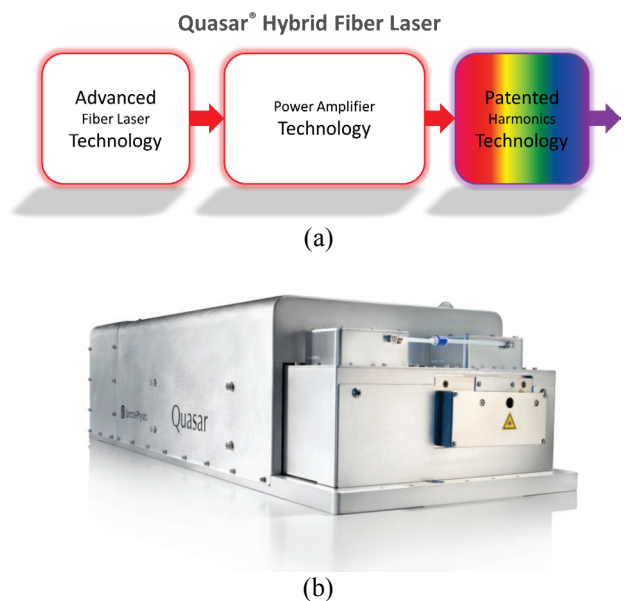 Quasar® Hybrid Fiber Laser
Advanced
Fiber Laser
Technology
Power Amplifier
Technology
Patented
Harmonics
Technology
(a)
Spectra-Physics
Quasar
(b)